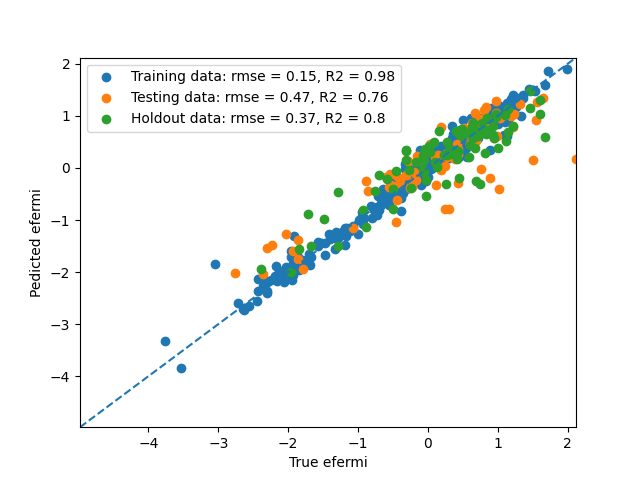 Training data: rmse = 0.15, R2 = 0.98
Testing data: rmse = 0.47, R2 = 0.76
Holdout data: rmse = 0.37, R2 = 0.8
2
1
0
−1
−2
−3
−4
Pedicted efermi
−4 −3 −2 −1 0 1 2
True efermi